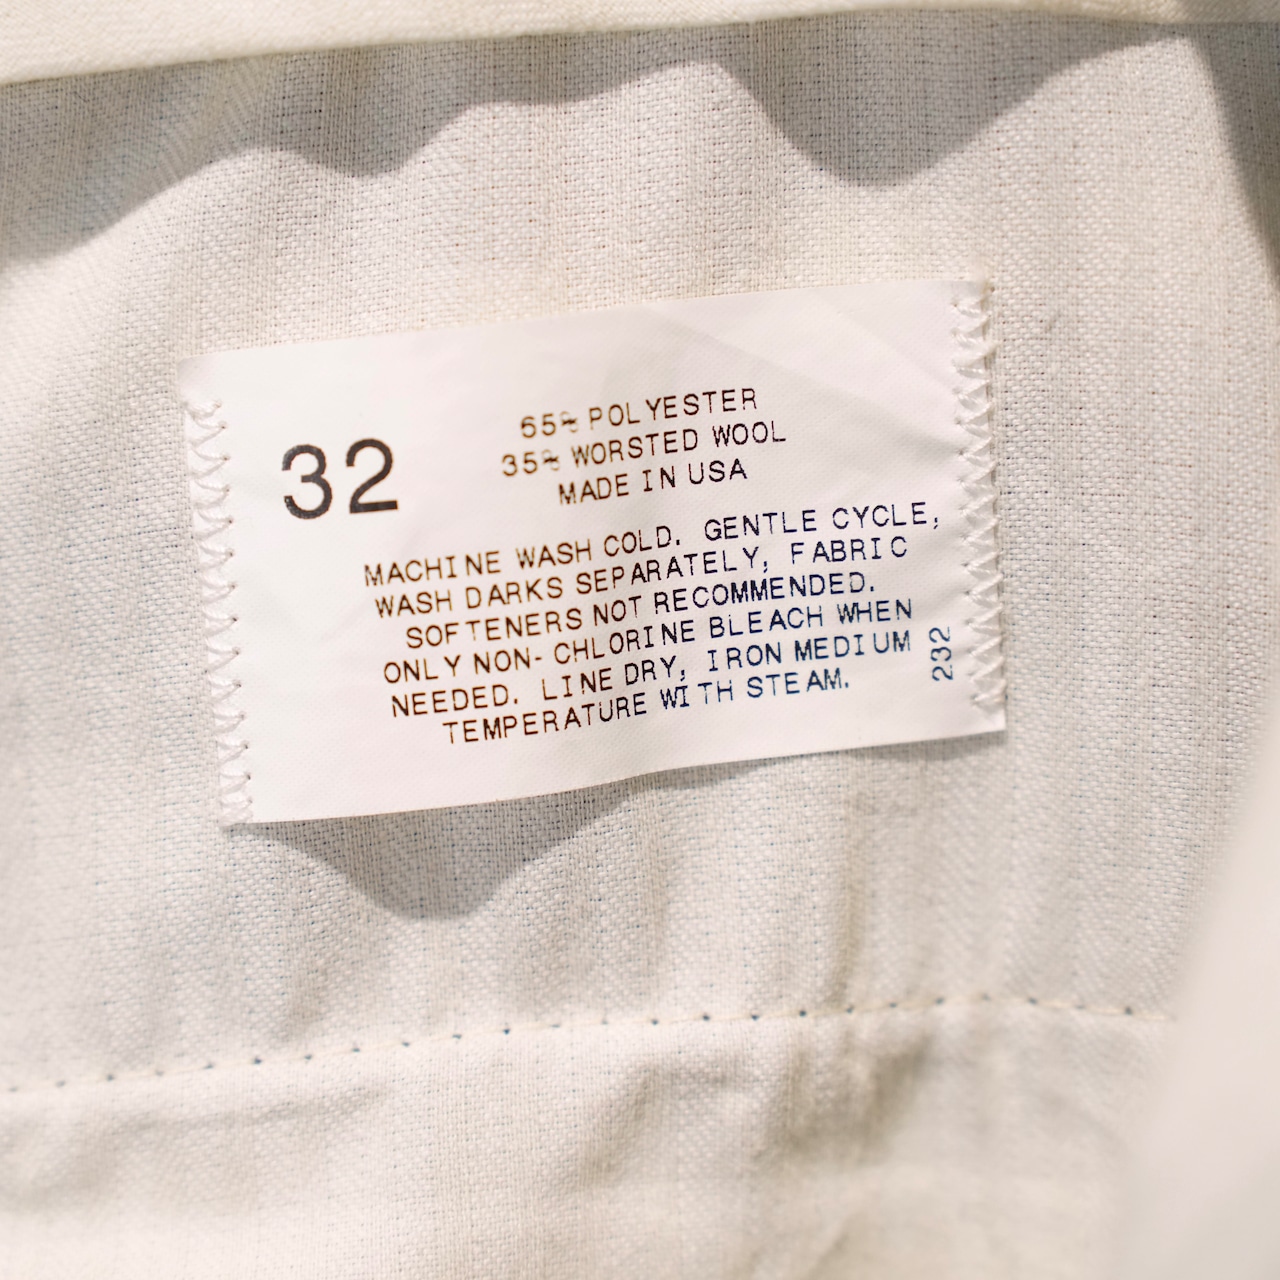 32
65% POLYESTER
35% WORSTED WOOL
MADE IN USA
MACHINE WASH COLD. GENTLE CYCLE,
WASH DARKS SEPARATELY, FABRIC
SOFTENERS NOT RECOMMENDED.
ONLY NON-CHLORINE BLEACH WHEN
NEEDED. LINE DRY, IRON MEDIUM
TEMPERATURE WITH STEAM.
232